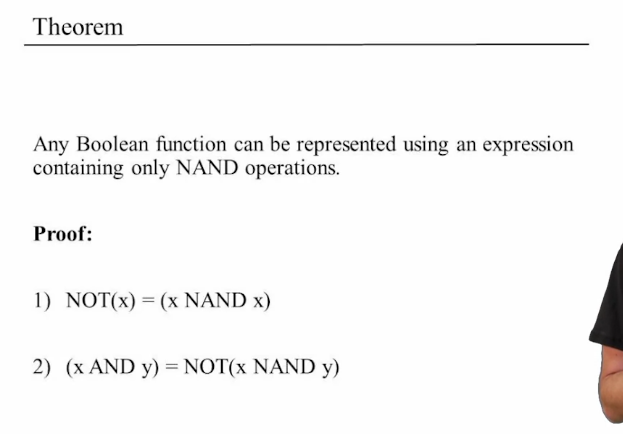 Theorem
Any Boolean function can be represented using an expression
containing only NAND operations.
Proof:
1) NOT(x) = (x NAND x)
2) (x AND y) = NOT(x NAND y)